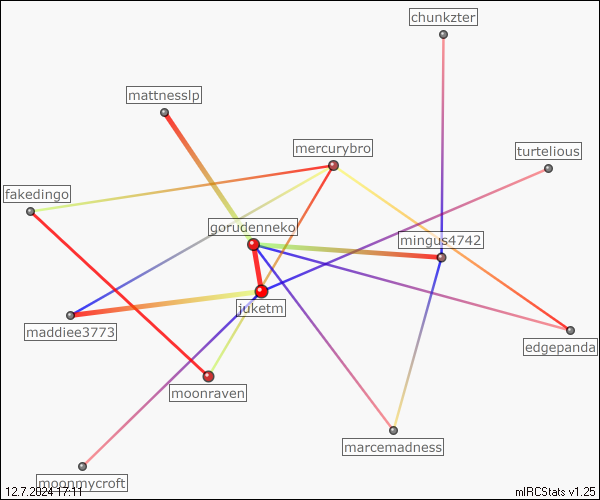 chunkzter
mattnesslp
mercurybro
turtelious
fakedingo
gorudenneko
mingus4742
juketm
maddiee3773
edgepanda
moonraven
marcemadness
moonmycroft
12.7.2024 17:11
mIRCStats v1.25